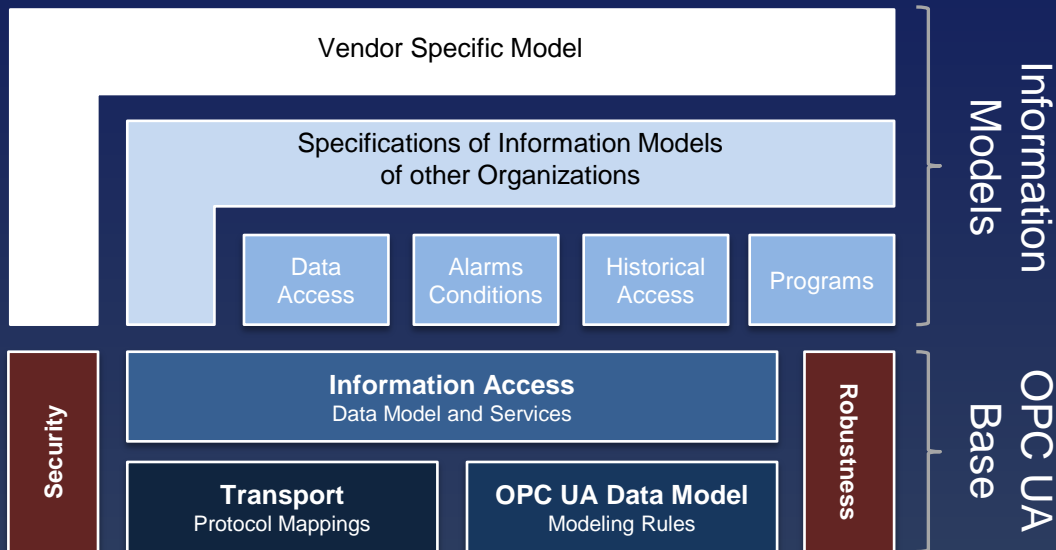 Vendor Specific Model
Specifications of Information Models
of other Organizations
Data
Access
Alarms
Conditions
Historical
Access
Programs
Information
Models
Security
Information Access
Data Model and Services
Robustness
Transport
Protocol Mappings
OPC UA Data Model
Modeling Rules
OPC UA
Base